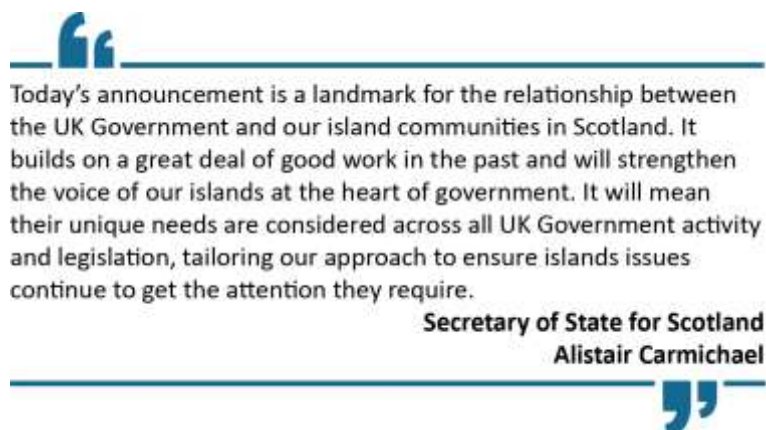 Today’s announcement is a landmark for the relationship between
the UK Government and our island communities in Scotland. It
builds on a great deal of good work in the past and will strengthen
the voice of our islands at the heart of government. It will mean
their unique needs are considered across all UK Government activity
and legislation, tailoring our approach to ensure islands issues
continue to get the attention they require.
Secretary of State for Scotland
Alistair Carmichael